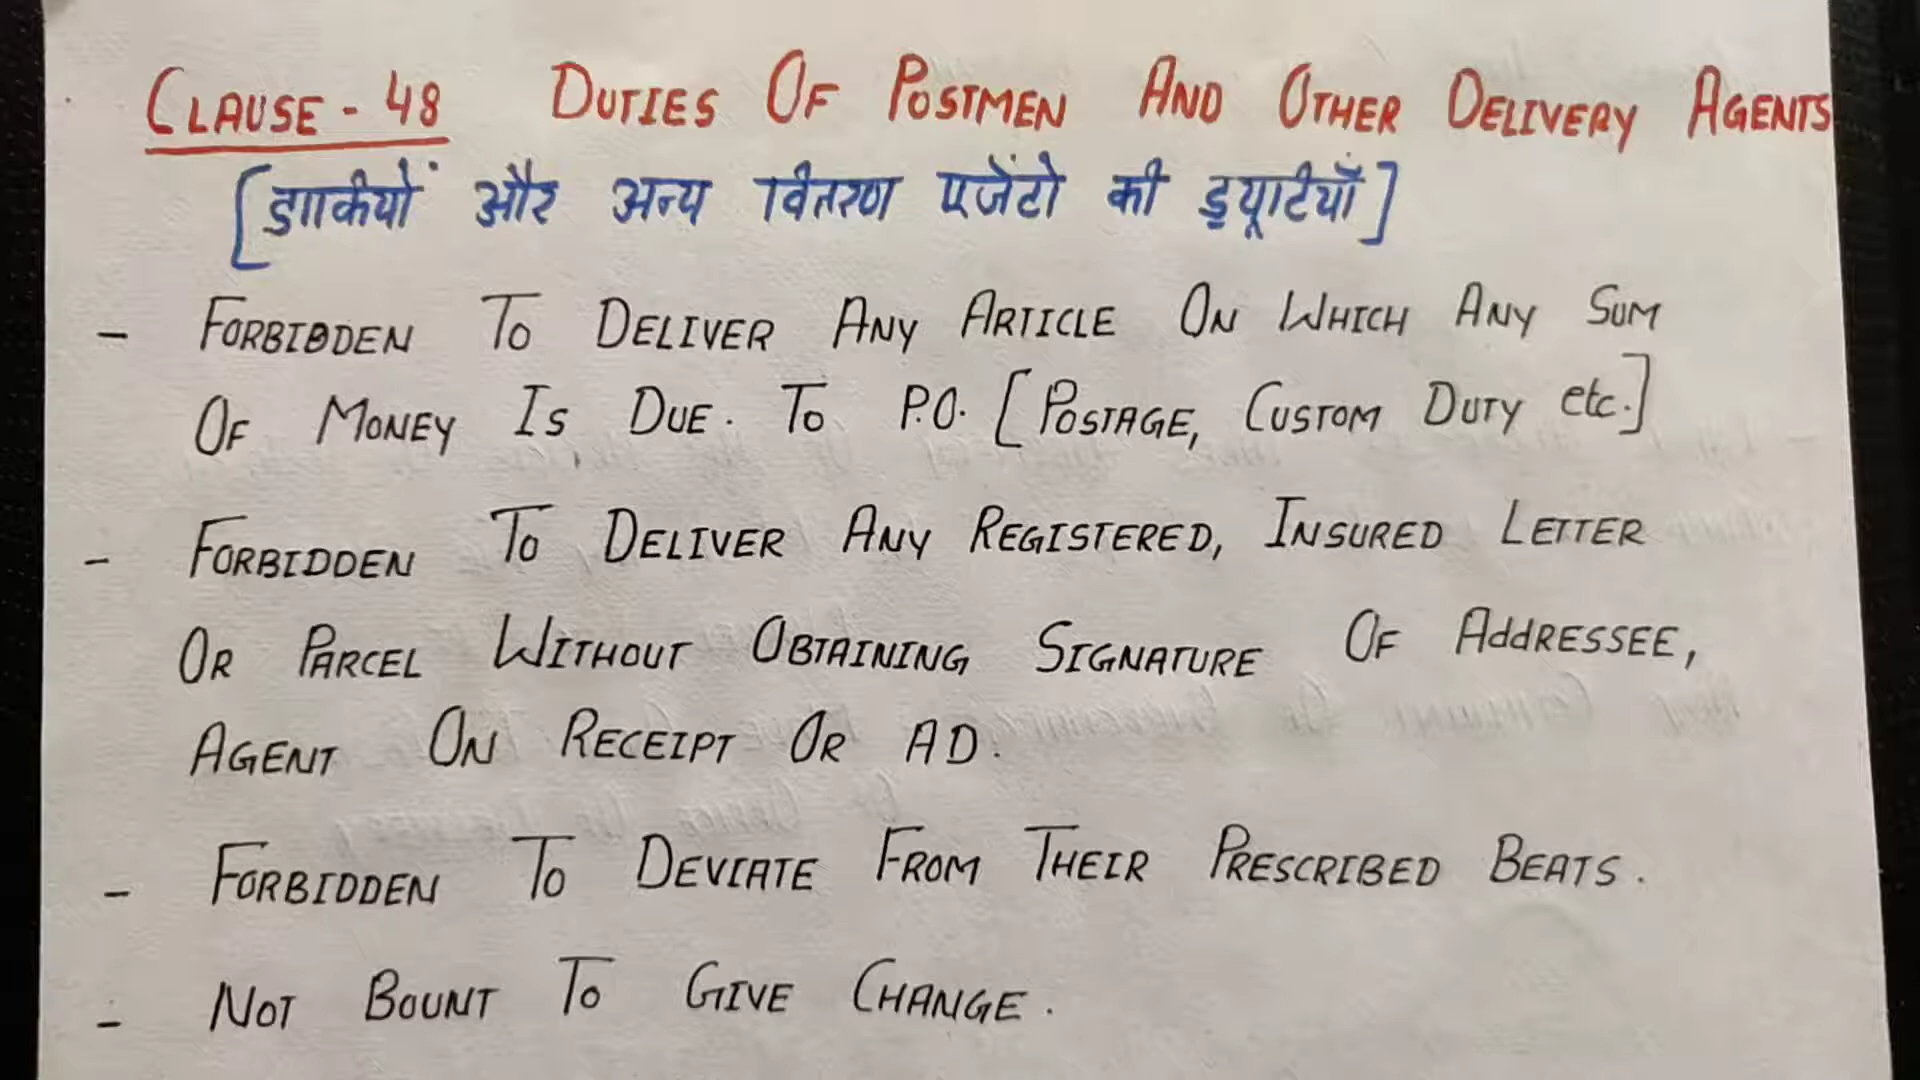 CLAUSE - 48 DUTIES OF POSTMEN AND OTHER DELIVERY AGENTS
[डाकीयों और अन्य वितरण एजेंटो की ड्यूटीयाँ]
- FORBIDDEN TO DELIVER ANY ARTICLE ON WHICH ANY SUM
OF MONEY IS DUE. TO P.O. [POSTAGE, CUSTOM DUTY etc.]
- FORBIDDEN TO DELIVER ANY REGISTERED, INSURED LETTER
OR PARCEL WITHOUT OBTAINING SIGNATURE OF ADDRESSEE,
AGENT ON RECEIPT OR AD.
- FORBIDDEN TO DEVIATE FROM THEIR PRESCRIBED BEATS.
- NOT BOUNT TO GIVE CHANGE.